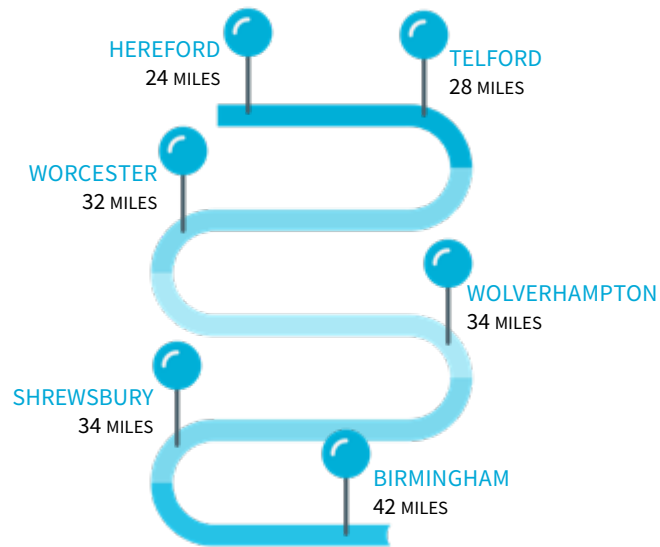 HEREFORD
24 MILES
TELFORD
28 MILES
WORCESTER
32 MILES
WOLVERHAMPTON
34 MILES
SHREWSBURY
34 MILES
BIRMINGHAM
42 MILES